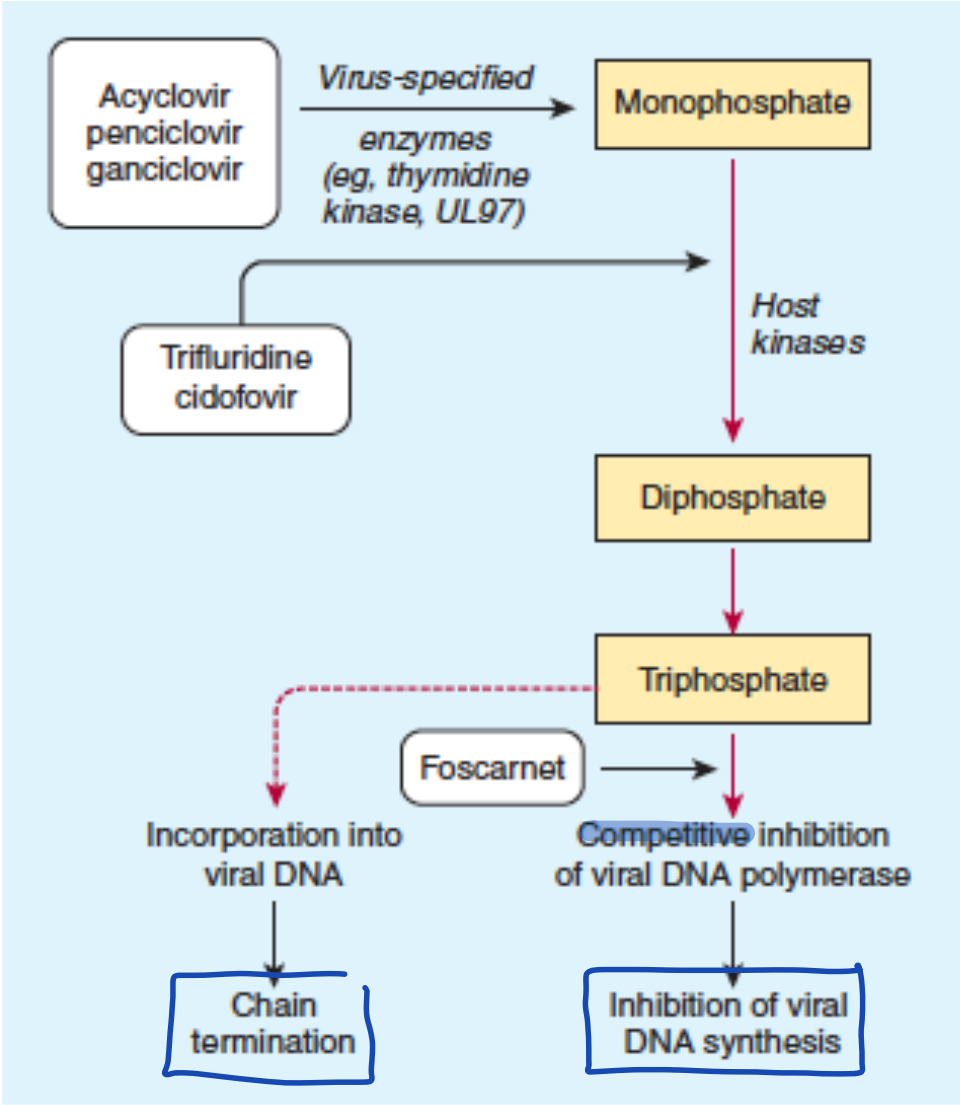 Acyclovir
penciclovir
ganciclovir
Virus-specified
enzymes
(eg, thymidine
kinase, UL97)
Monophosphate
Trifluridine
cidofovir
Host
kinases
Diphosphate
Triphosphate
Foscarnet
Incorporation into
viral DNA
Competitive inhibition
of viral DNA polymerase
Chain
termination
Inhibition of viral
DNA synthesis